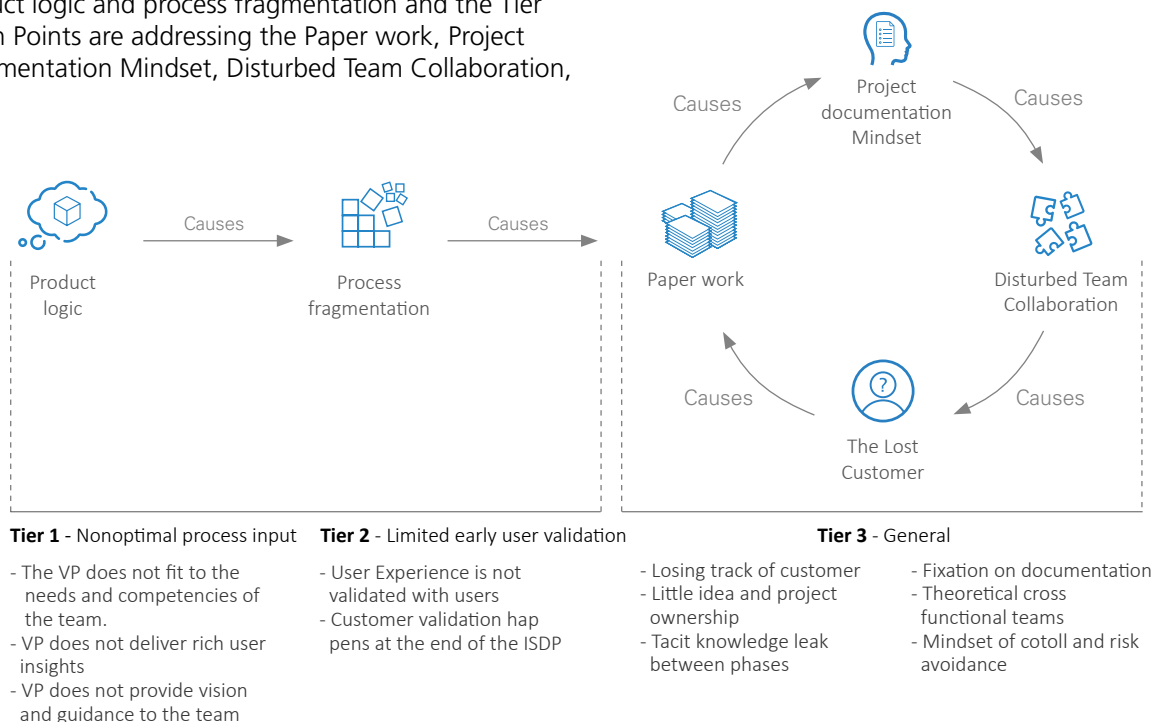 uct logic and process fragmentation and the Tier
n Points are addressing the Paper work, Project
mentation Mindset, Disturbed Team Collaboration,
Project
documentation
Mindset
Causes
Causes
Causes
Causes
Product
logic
Process
fragmentation
Paper work
Disturbed Team
Collaboration
?
Causes
Causes
The Lost
Customer
Tier 1 - Nonoptimal process input
- The VP does not fit to the
needs and competencies of
the team.
- VP does not deliver rich user
insights
- VP does not provide vision
and guidance to the team
Tier 2 - Limited early user validation
- User Experience is not
validated with users
- Customer validation hap
pens at the end of the ISDP
Tier 3 - General
- Losing track of customer
- Little idea and project
ownership
- Tacit knowledge leak
between phases
- Fixation on documentation
- Theoretical cross
functional teams
- Mindset of cotoll and risk
avoidance